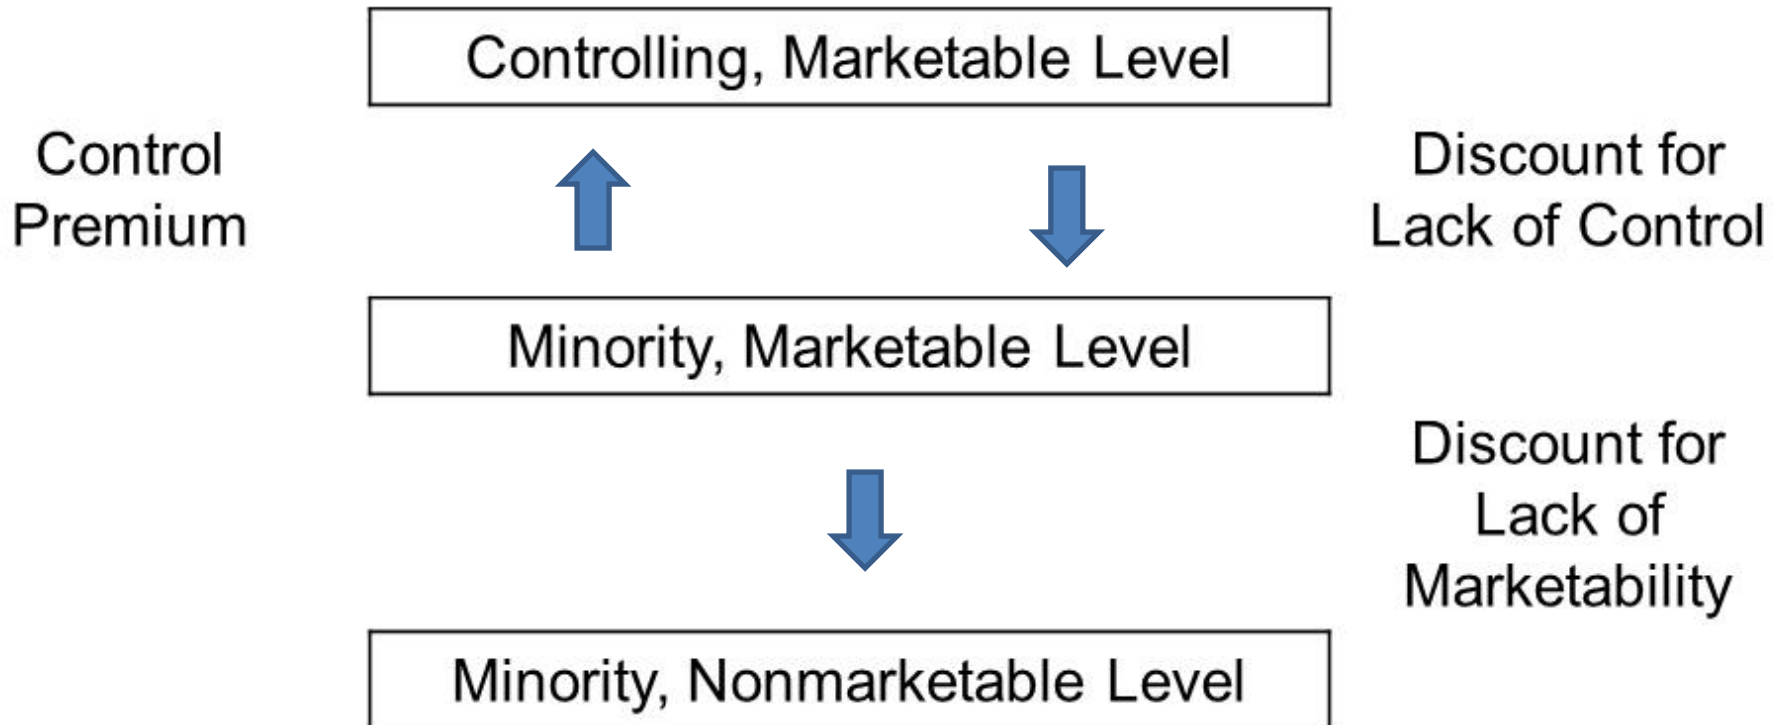 Controlling, Marketable Level
Control
Premium
Discount for
Lack of Control
Minority, Marketable Level
Discount for
Lack of
Marketability
Minority, Nonmarketable Level